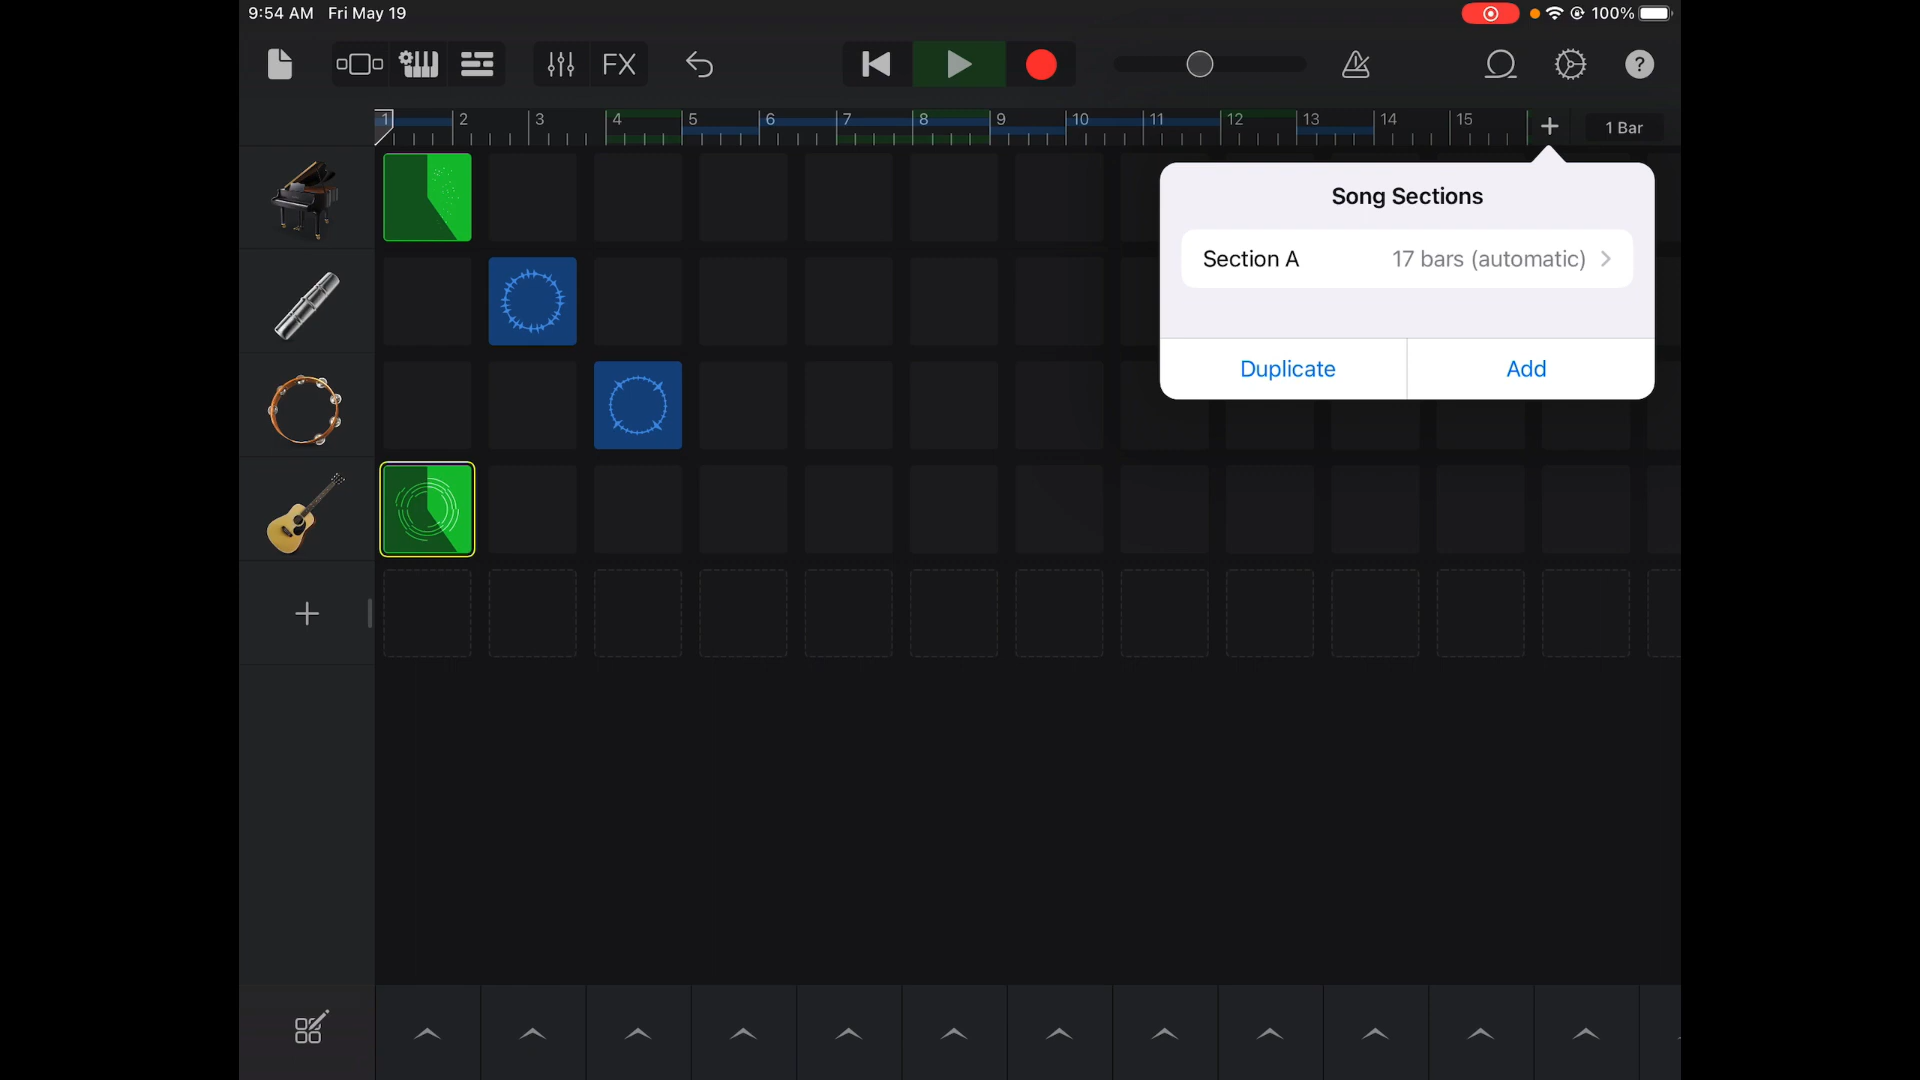 9:54 AM Fri May 19
100%
FX
?
1 2 3 4 5 6 7 8 9 10 11 12 13 14 15 + 1 Bar
Song Sections
Section A 17 bars (automatic)
Duplicate Add